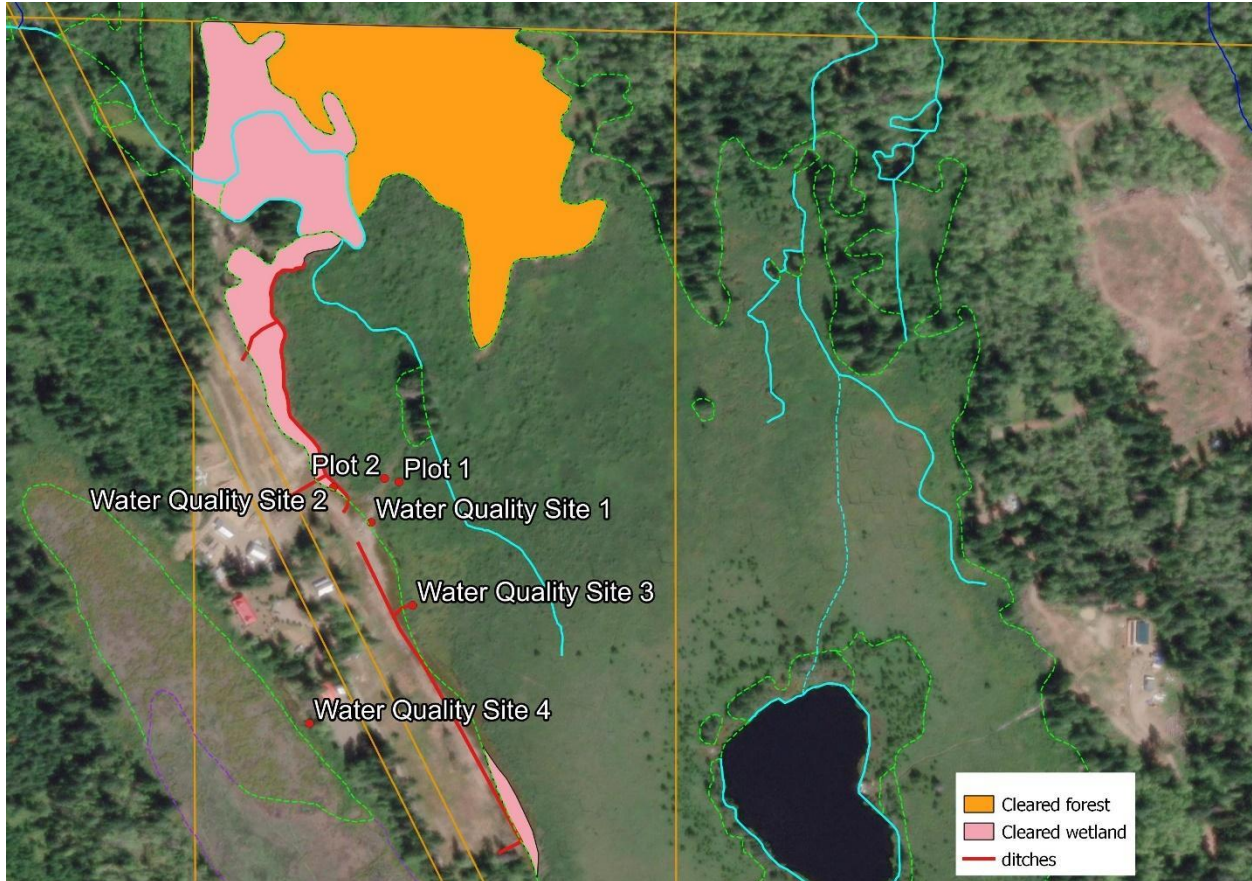 Plot 2
Plot 1
Water Quality Site 2
Water Quality Site 1
Water Quality Site 3
Water Quality Site 4
Cleared forest
Cleared wetland
ditches